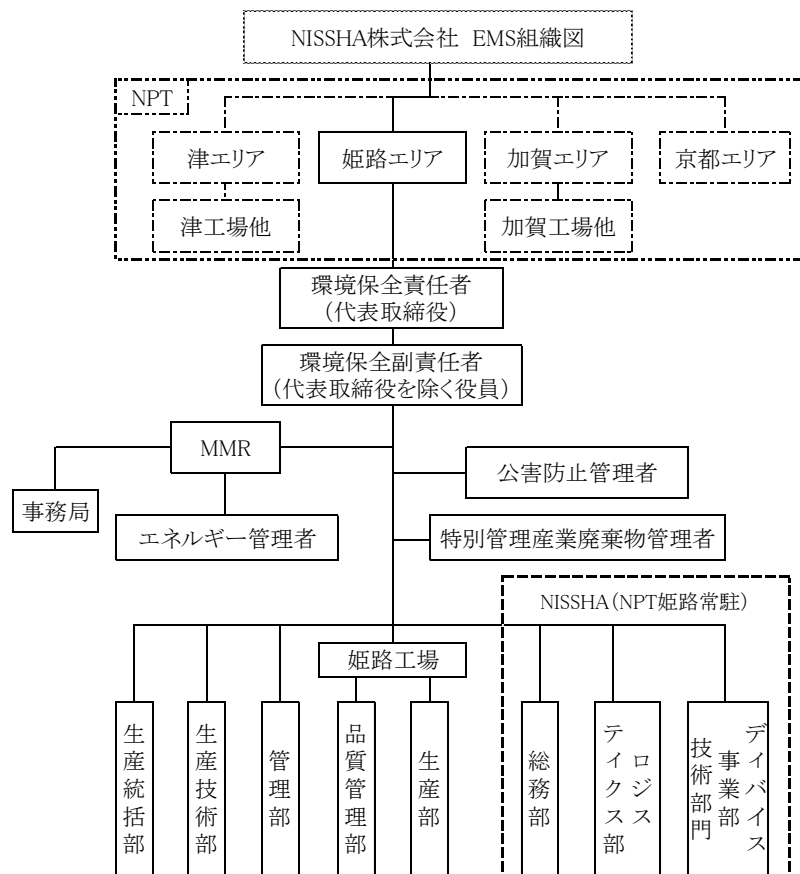 NISSHA株式会社 EMS組織図
NPT
津エリア
姫路エリア
加賀エリア
京都エリア
津工場他
加賀工場他
環境保全責任者
（代表取締役）
環境保全副責任者
（代表取締役を除く役員）
MMR
公害防止管理者
事務局
エネルギー管理者
特別管理産業廃棄物管理者
NISSHA（NPT姫路常駐）
姫路工場
生産統括部
生産技術部
管理部
品質管理部
生産部
総務部
ロジス
ティクス部
ディバイス
事業部
技術部門